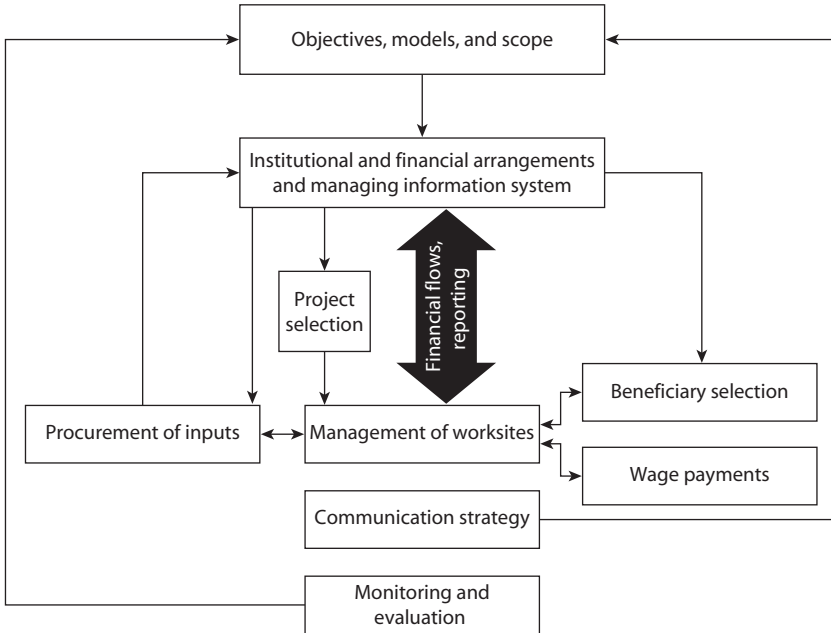 Objectives, models, and scope
Institutional and financial arrangements
and managing information system
Financial flows,
reporting
Project
selection
Beneficiary selection
Procurement of inputs
Management of worksites
Wage payments
Communication strategy
Monitoring and
evaluation